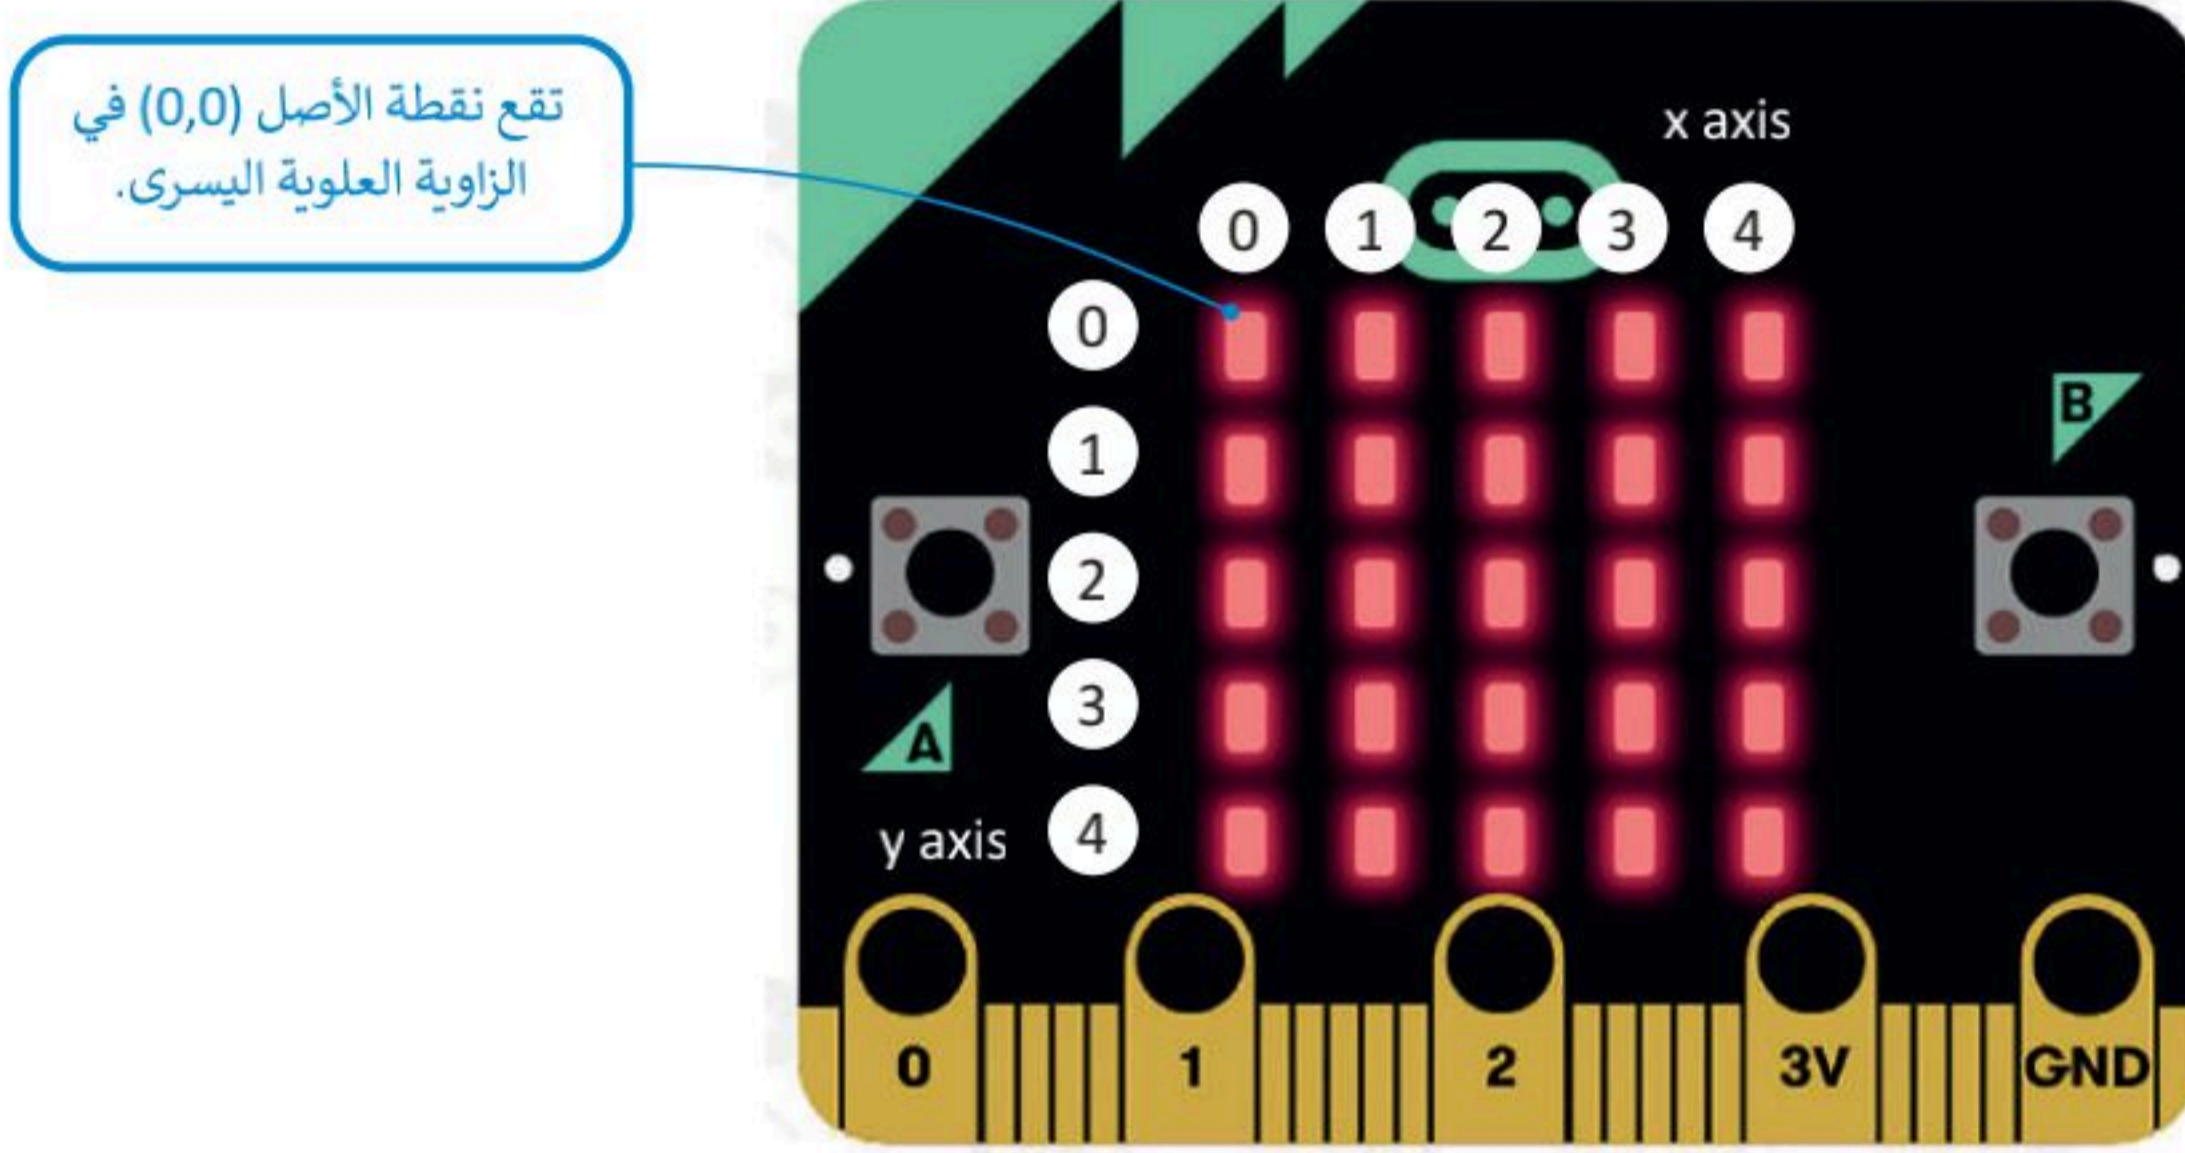 تقع نقطة الأصل (0,0) في
الزاوية العلوية اليسرى.
x axis
0 1 2 3 4
0
1
2
3
4
B
A
y axis
0 1 2 3V GND